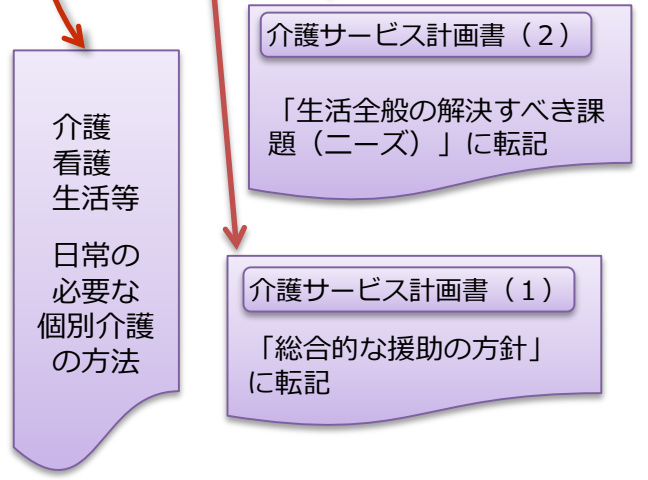 介護サービス計画書（２）
「生活全般の解決すべき課
題（ニーズ）」に転記
介護
看護
生活等
日常の
必要な
個別介護
の方法
介護サービス計画書（１）
「総合的な援助の方針」
に転記